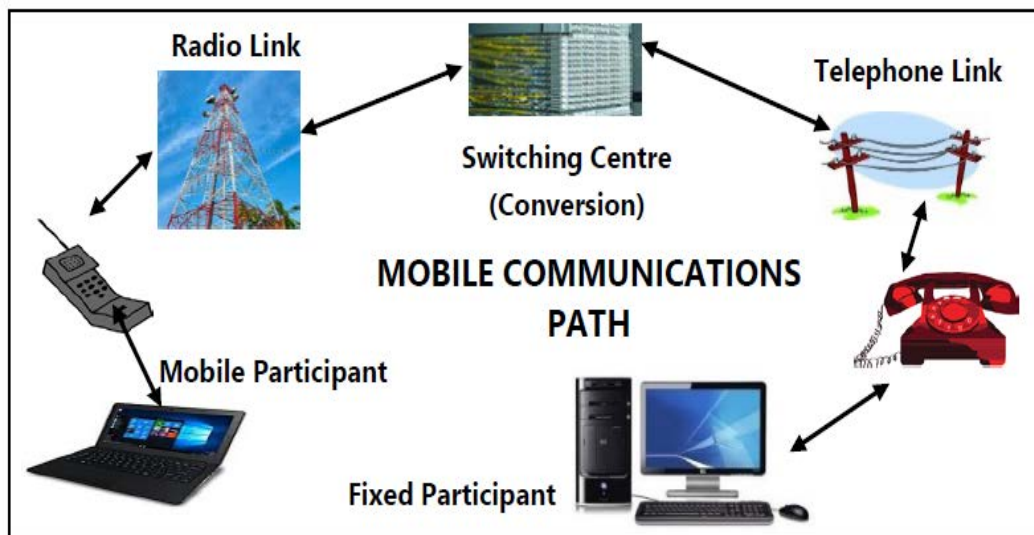 Radio Link
Telephone Link
Switching Centre
(Conversion)
MOBILE COMMUNICATIONS
PATH
Mobile Participant
Fixed Participant